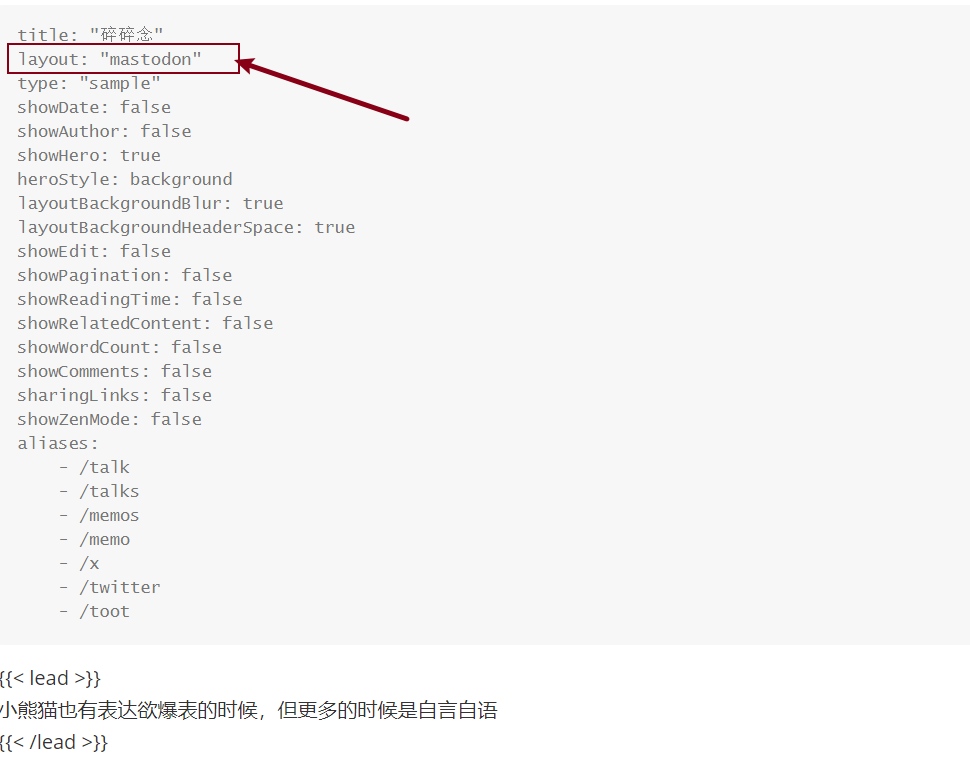 title: "碎碎念"
layout: "mastodon"
type: "sample"
showDate: false
showAuthor: false
showHero: true
heroStyle: background
layoutBackgroundBlur: true
layoutBackgroundHeaderSpace: true
showEdit: false
showPagination: false
showReadingTime: false
showRelatedContent: false
showWordCount: false
showComments: false
sharingLinks: false
showZenMode: false
aliases:
    - /talk
    - /talks
    - /memos
    - /memo
    - /x
    - /twitter
    - /toot
{{< lead >}}
小熊猫也有表达欲爆表的时候，但更多的时候是自言自语
{{< /lead >}}